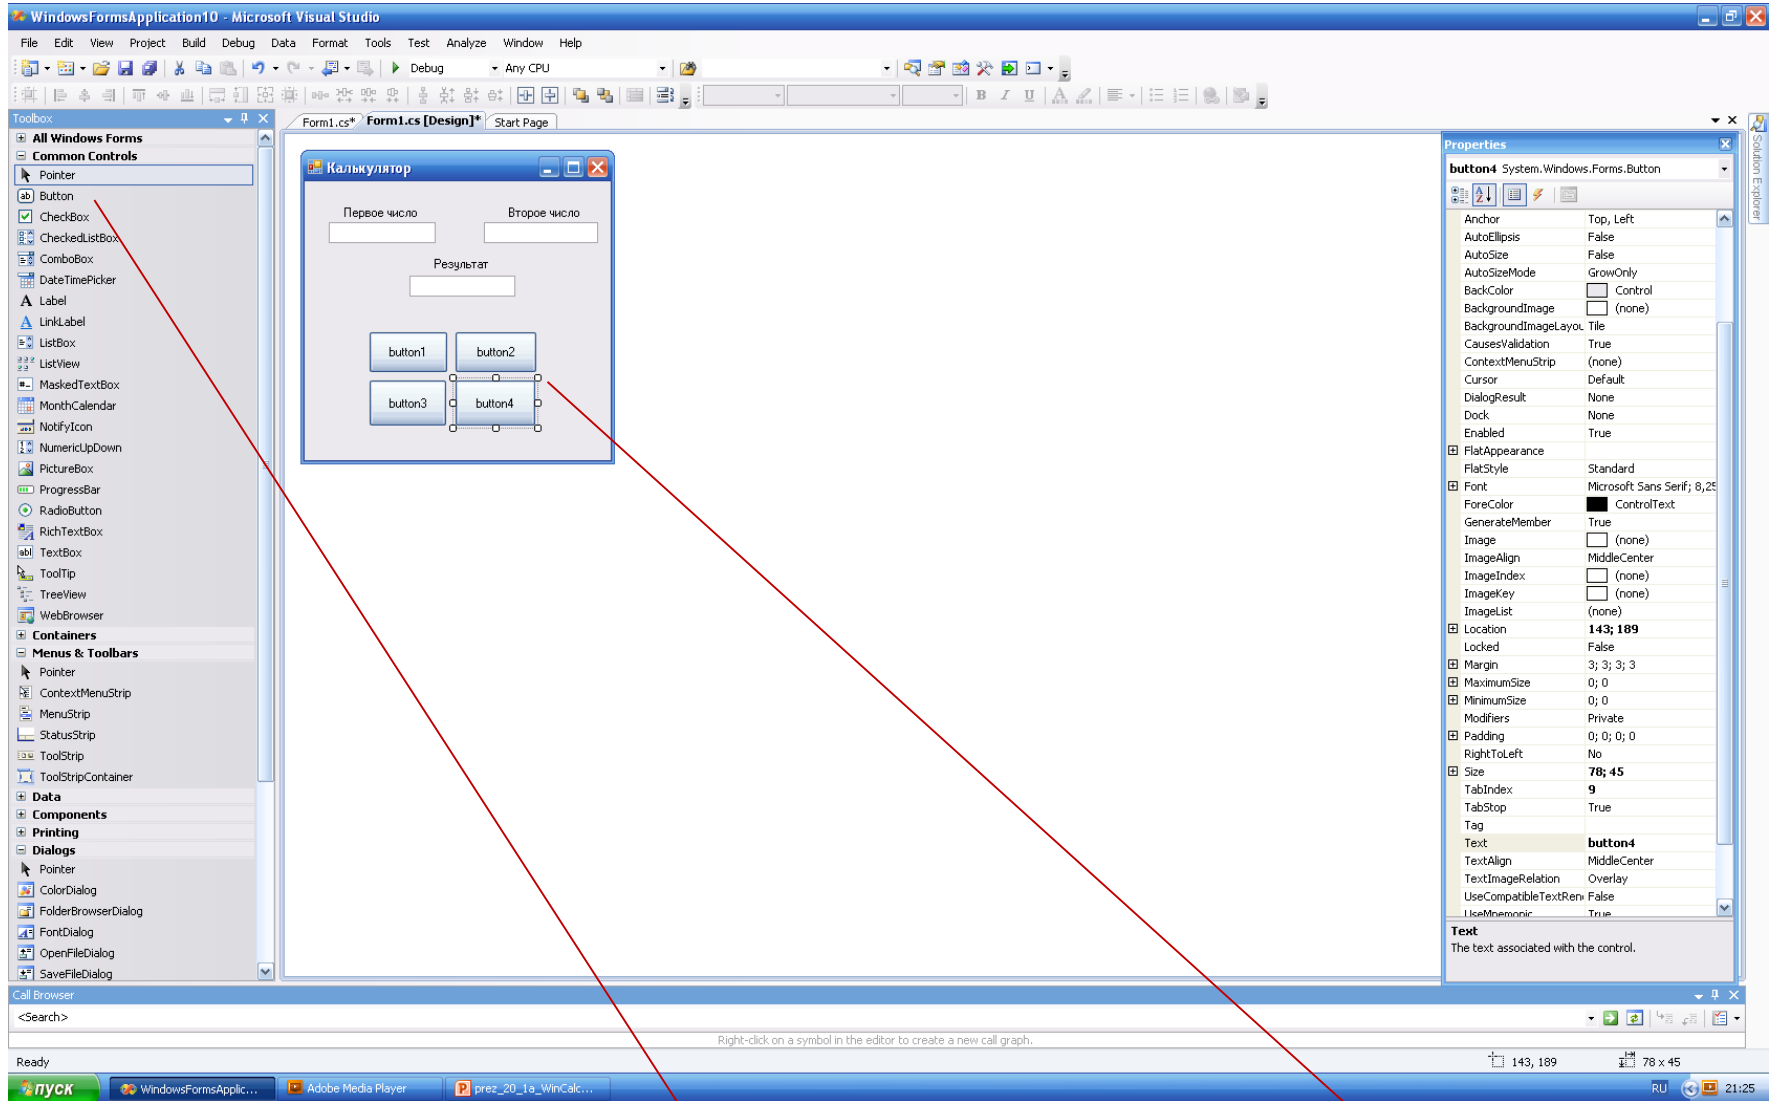 WindowsFormsApplication10 - Microsoft Visual Studio
File Edit View Project Build Debug Data Format Tools Test Analyze Window Help
Debug Any CPU
B I U A
Toolbox
Form1.cs* Form1.cs [Design]* Start Page
All Windows Forms
Common Controls
Pointer
Button
CheckBox
CheckedListBox
ComboBox
DateTimePicker
Label
LinkLabel
ListBox
ListView
MaskedTextBox
MonthCalendar
NotifyIcon
NumericUpDown
PictureBox
ProgressBar
RadioButton
RichTextBox
TextBox
ToolTip
TreeView
WebBrowser
Containers
Menus & Toolbars
Pointer
ContextMenuStrip
MenuStrip
StatusStrip
ToolStrip
ToolStripContainer
Data
Components
Printing
Dialogs
Pointer
ColorDialog
FolderBrowserDialog
FontDialog
OpenFileDialog
SaveFileDialog
Калькулятор
Первое число Второе число
Результат
button1 button2
button3 button4
Properties
button4 System.Windows.Forms.Button
Anchor Top, Left
AutoEllipsis False
AutoSize False
AutoSizeMode GrowOnly
BackColor Control
BackgroundImage (none)
BackgroundImageLayou Tile
CausesValidation True
ContextMenuStrip (none)
Cursor Default
DialogResult None
Dock None
Enabled True
FlatAppearance
FlatStyle Standard
Font Microsoft Sans Serif; 8,25
ForeColor ControlText
GenerateMember True
Image (none)
ImageAlign MiddleCenter
ImageIndex (none)
ImageKey (none)
ImageList (none)
Location 143; 189
Locked False
Margin 3; 3; 3; 3
MaximumSize 0; 0
MinimumSize 0; 0
Modifiers Private
Padding 0; 0; 0; 0
RightToLeft No
Size 78; 45
TabIndex 9
TabStop True
Tag
Text button4
TextAlign MiddleCenter
TextImageRelation Overlay
UseCompatibleTextRen False
UseMnemonic True
Text
The text associated with the control.
Solution Explorer
Call Browser
<Search>
Right-click on a symbol in the editor to create a new call graph.
Ready 143, 189 78 x 45
пуск WindowsFormsApplic... Adobe Media Player prez_20_1a_WinCalc... RU 21:25